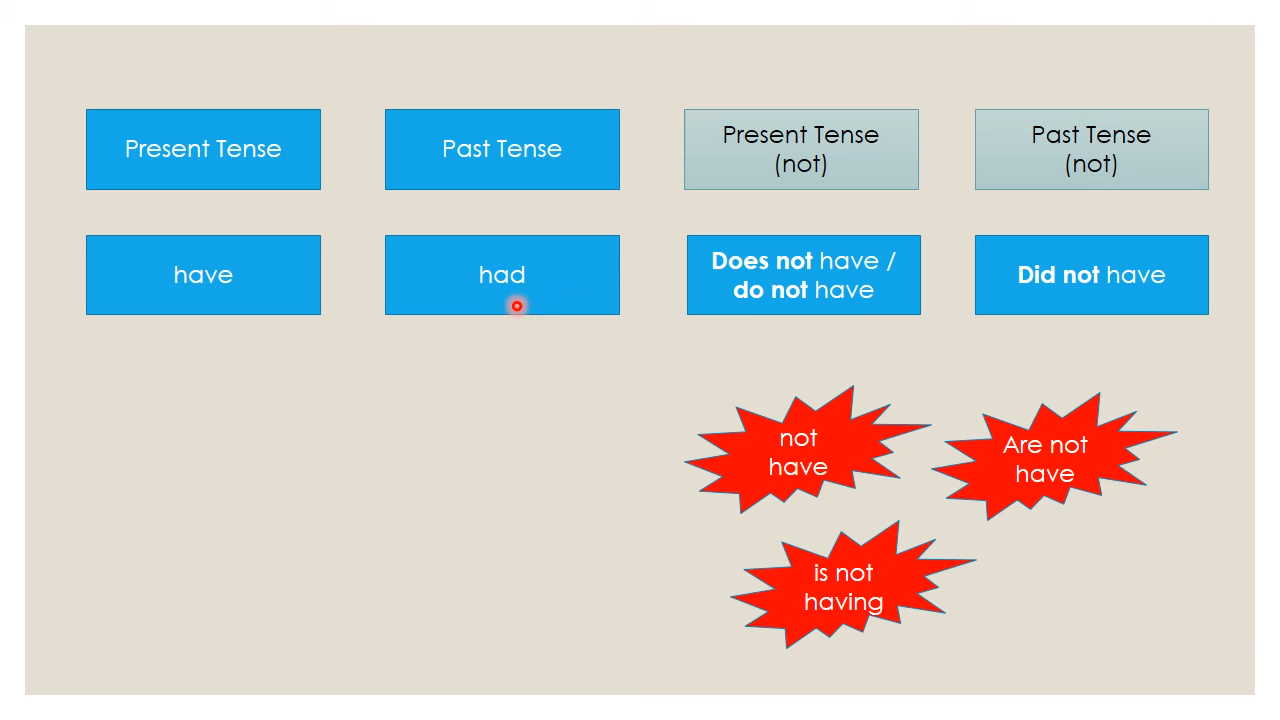 Present Tense
Past Tense
Present Tense
(not)
Past Tense
(not)
have
had
Does not have /
do not have
Did not have
not
have
Are not
have
is not
having